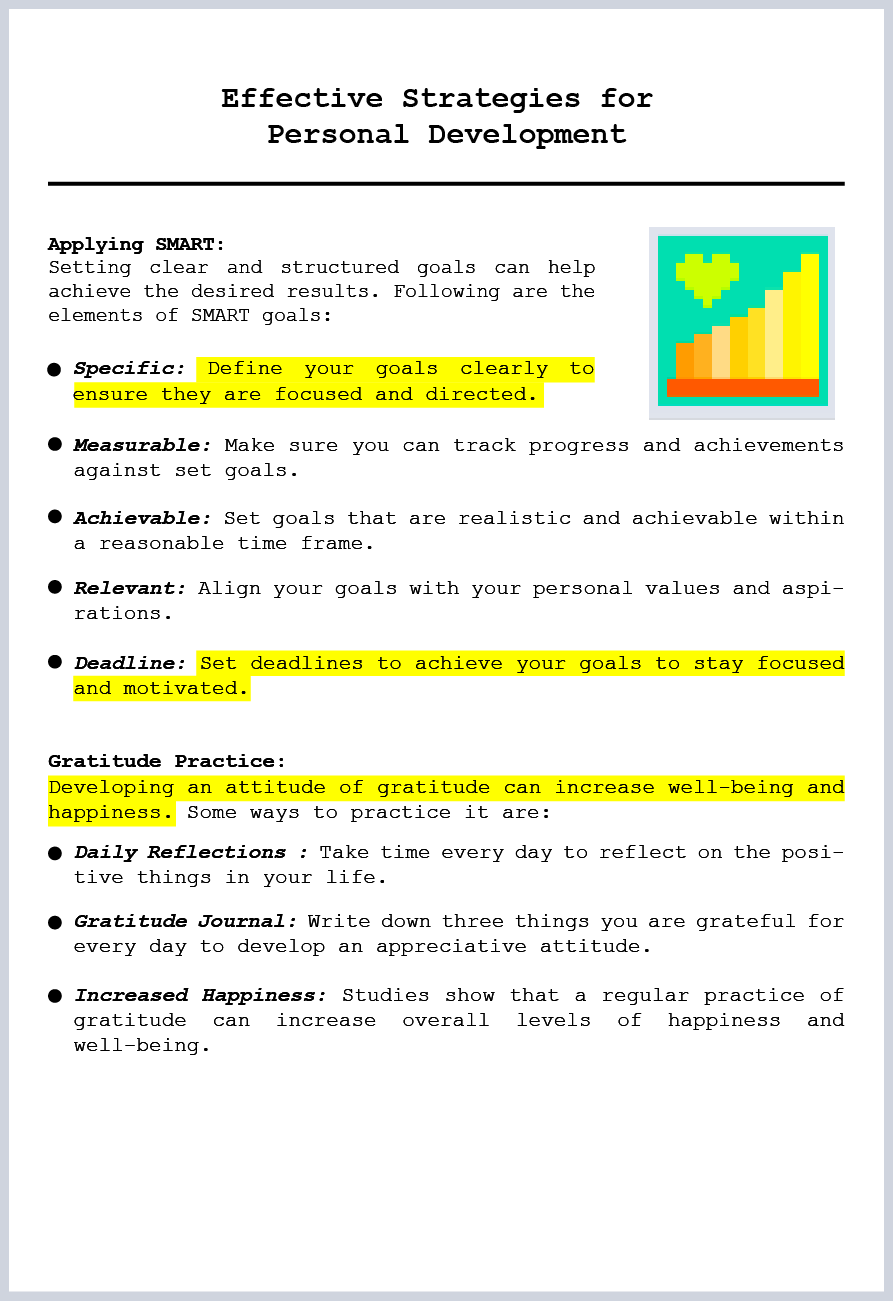 Effective Strategies for
Personal Development
Applying SMART:
Setting clear and structured goals can help
achieve the desired results. Following are the
elements of SMART goals:
● Specific: Define your goals clearly to
ensure they are focused and directed.
● Measurable: Make sure you can track progress and achievements
against set goals.
● Achievable: Set goals that are realistic and achievable within
a reasonable time frame.
● Relevant: Align your goals with your personal values and aspi-
rations.
● Deadline: Set deadlines to achieve your goals to stay focused
and motivated.
Gratitude Practice:
Developing an attitude of gratitude can increase well-being and
happiness. Some ways to practice it are:
● Daily Reflections : Take time every day to reflect on the posi-
tive things in your life.
● Gratitude Journal: Write down three things you are grateful for
every day to develop an appreciative attitude.
● Increased Happiness: Studies show that a regular practice of
gratitude can increase overall levels of happiness and
well-being.